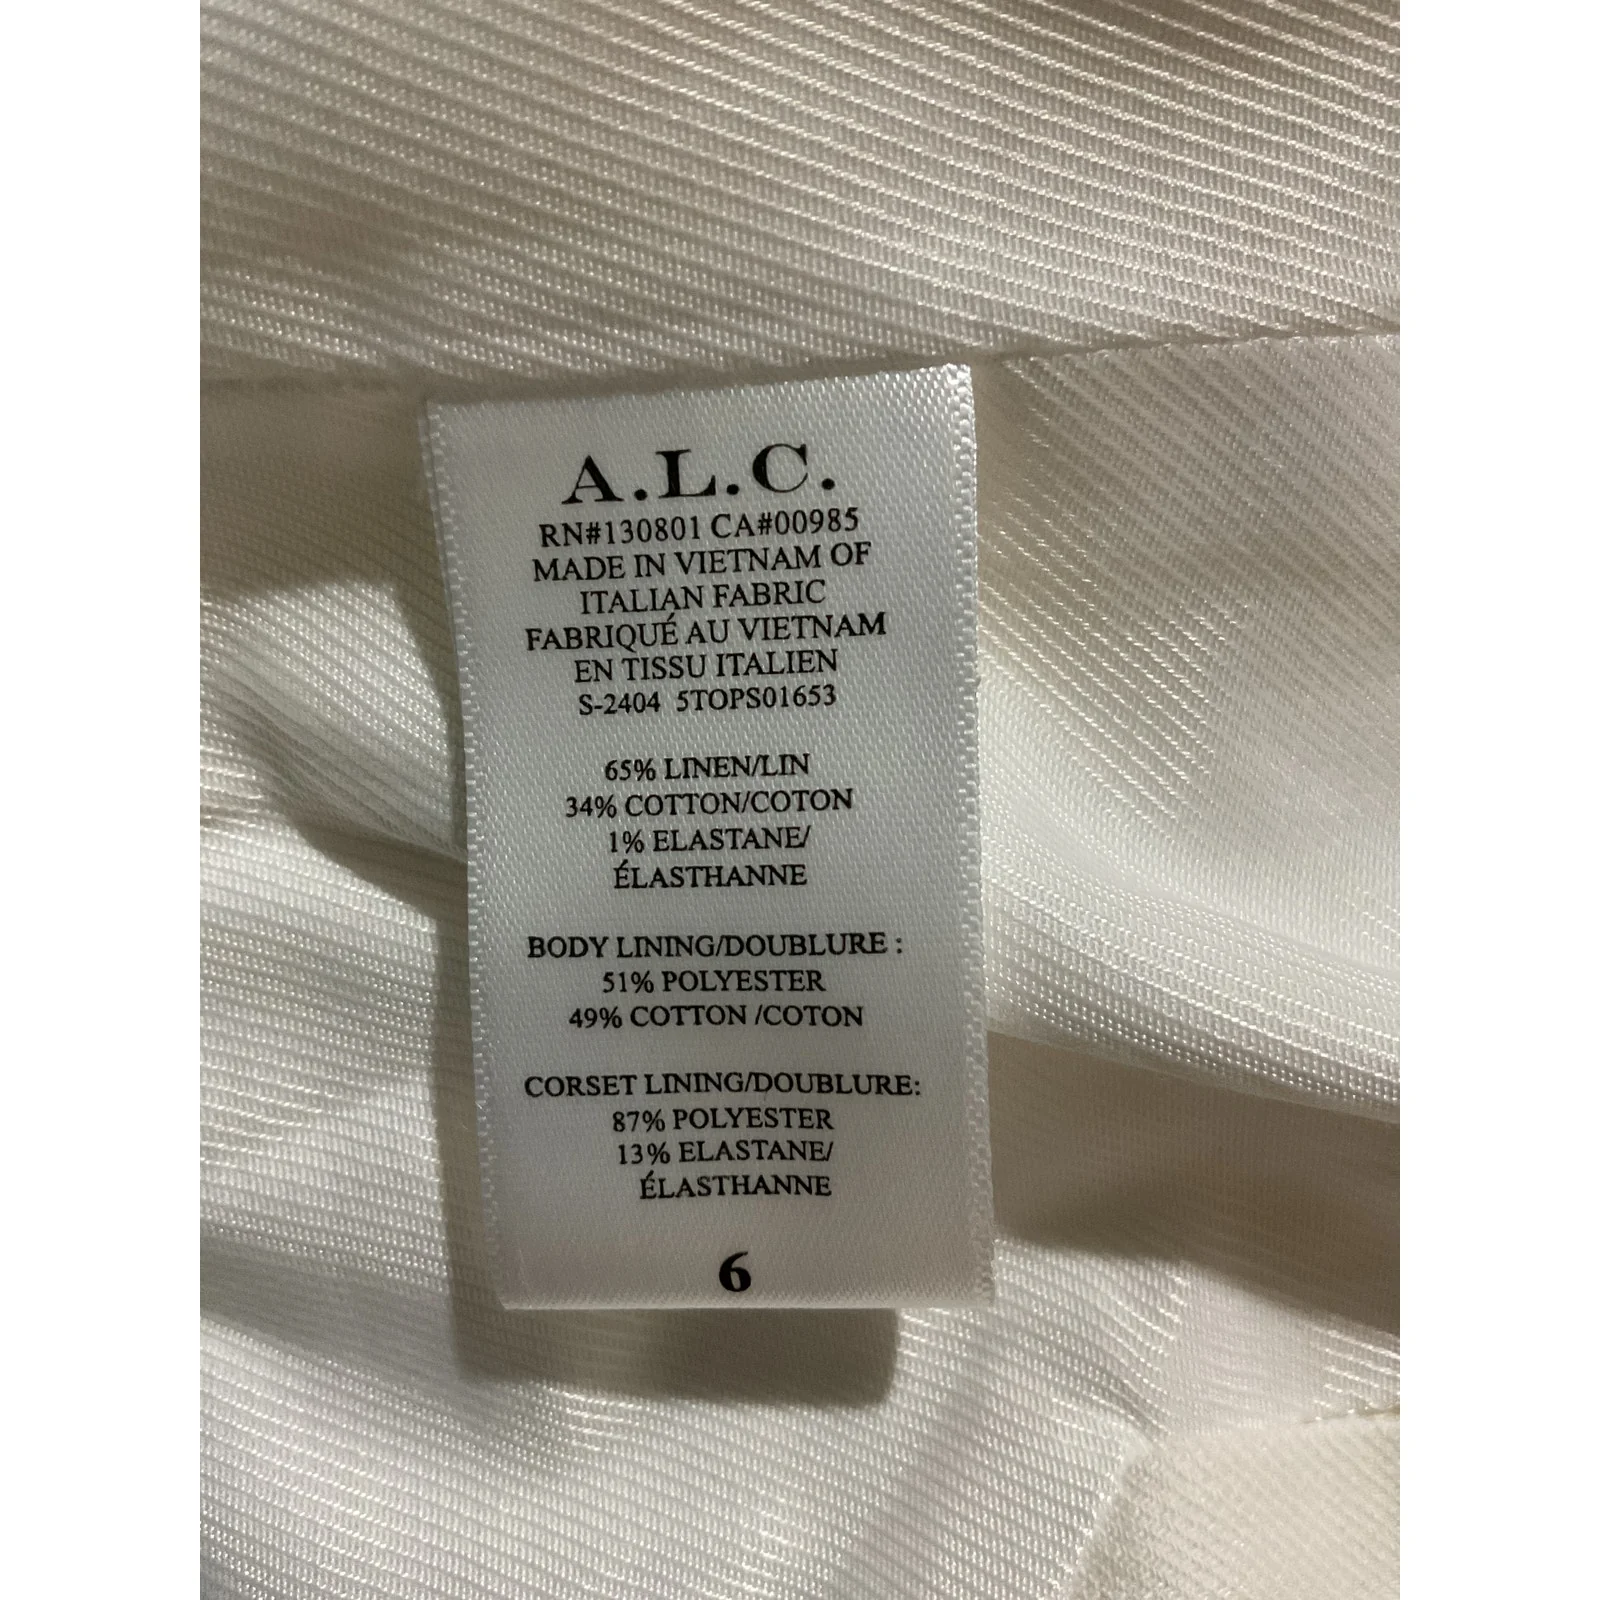 A.L.C.
RN#130801 CA#00985
MADE IN VIETNAM OF
ITALIAN FABRIC
FABRIQUÉ AU VIETNAM
EN TISSU ITALIEN
S-2404 5TOPS01653
65% LINEN/LIN
34% COTTON/COTON
1% ELASTANE/
ÉLASTHANNE
BODY LINING/DOUBLURE :
51% POLYESTER
49% COTTON /COTON
CORSET LINING/DOUBLURE:
87% POLYESTER
13% ELASTANE/
ÉLASTHANNE
6